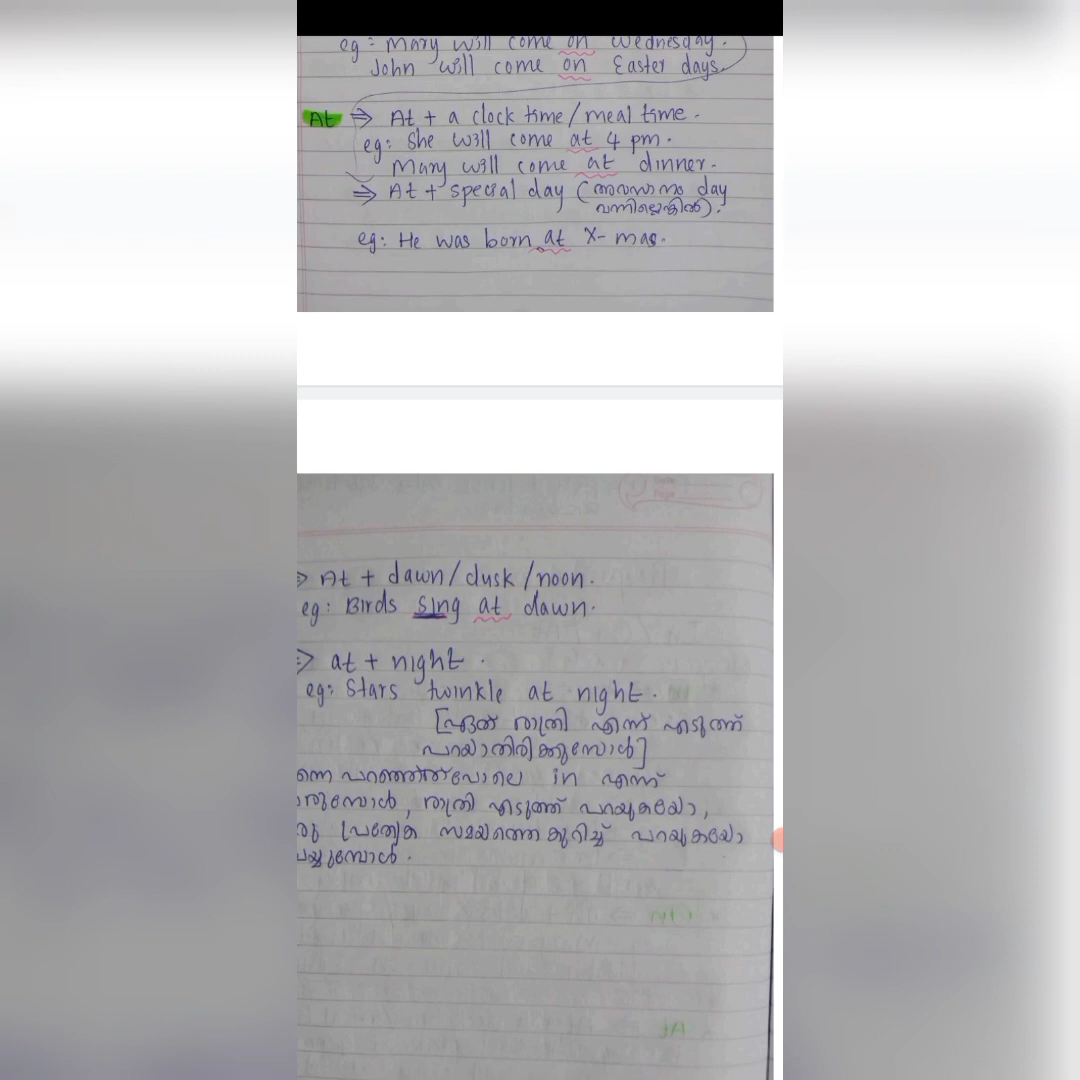 eg = Mary will come on Wednesday.
John will come on Easter days.
At ⇒ At + a clock time/meal time.
eg: She will come at 4 pm.
Mary will come at dinner.
⇒ At + special day (അവസാനം day
വന്നില്ലെങ്കിൽ).
eg: He was born at X-mas.
⇒ At + dawn/dusk/noon.
eg: Birds sing at dawn.
⇒ at + night.
eg: Stars twinkle at night.
[ഏത് രാത്രി എന്ന് എടുത്ത്
പറയാതിരിക്കുമ്പോൾ]
പറഞ്ഞത്പോലെ in എന്ന്
രാത്രി എടുത്ത് പറയുകയോ,
പ്രത്യേക സമയത്തെകുറിച്ച് പറയുകയോ
At